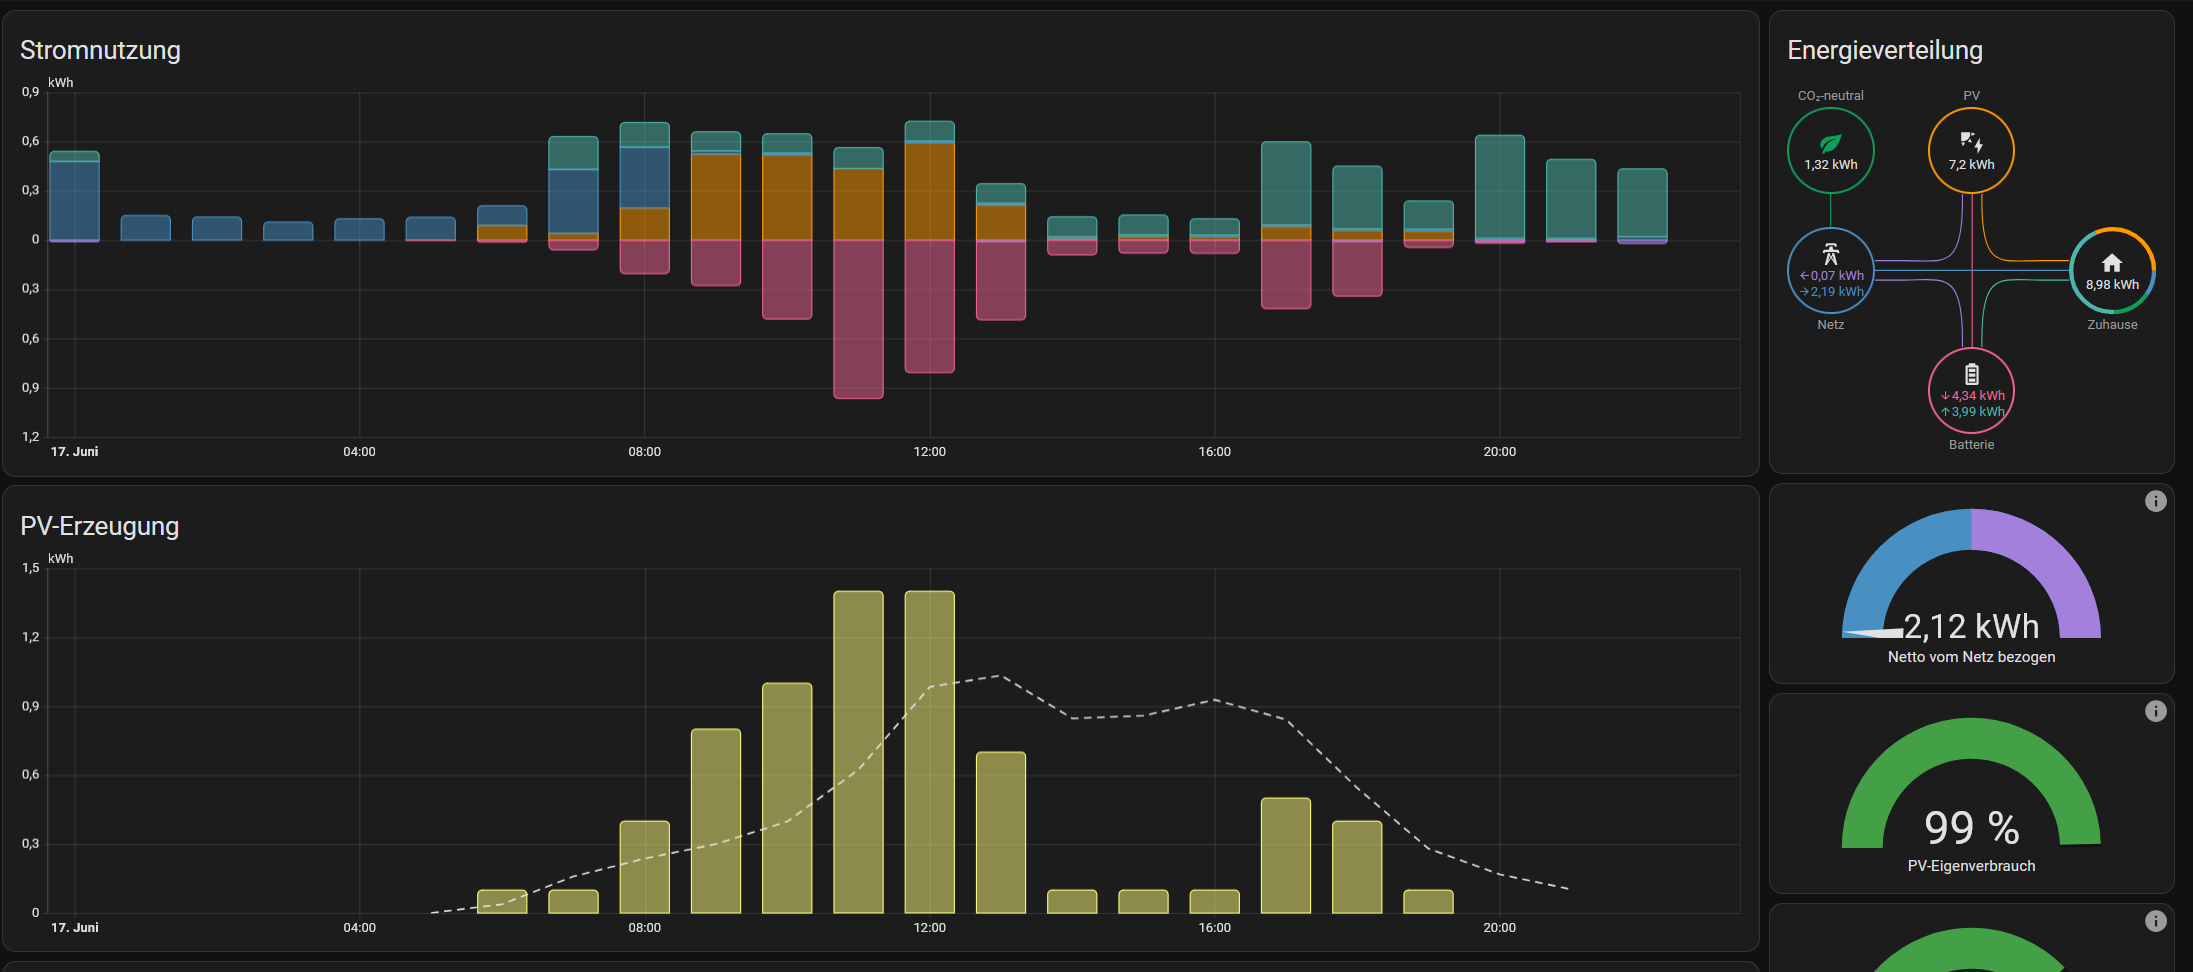 Stromnutzung
kWh
0,9
0,6
0,3
0
0,3
0,6
0,9
1,2
17. Juni
04:00
08:00
12:00
16:00
20:00
PV-Erzeugung
kWh
1,5
1,2
0,9
0,6
0,3
0
17. Juni
04:00
08:00
12:00
16:00
20:00
Energieverteilung
CO₂-neutral
PV
1,32 kWh
7,2 kWh
←0,07 kWh
→2,19 kWh
8,98 kWh
Netz
Zuhause
↓4,34 kWh
↑3,99 kWh
Batterie
2,12 kWh
Netto vom Netz bezogen
99 %
PV-Eigenverbrauch